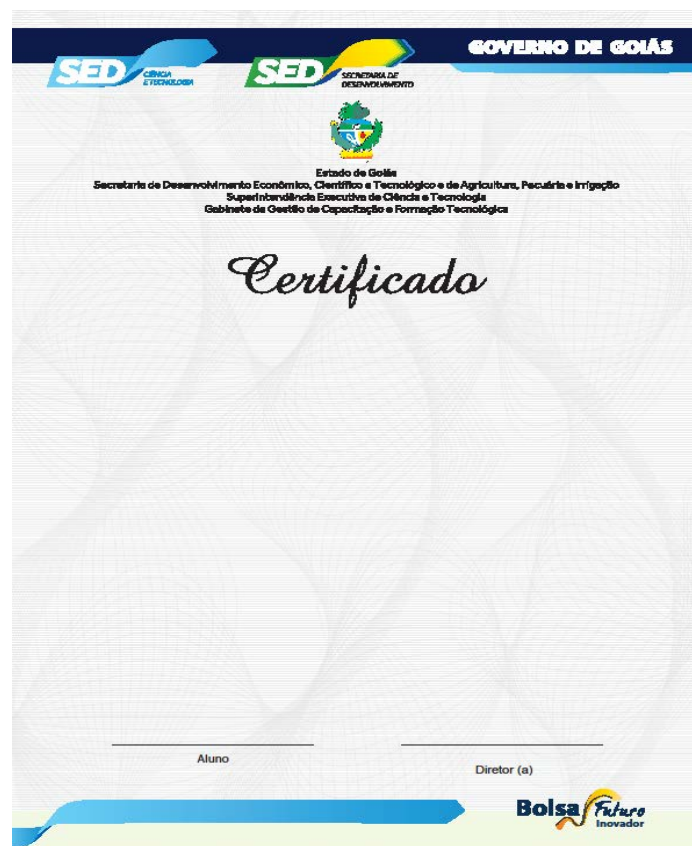 GOVERNO DE GOIÁS
SED CIÊNCIA
E TECNOLOGIA
SED SECRETARIA DE
DESENVOLVIMENTO
Estado de Goiás
Secretaria de Desenvolvimento Econômico, Científico e Tecnológico e de Agricultura, Pecuária e Irrigação
Superintendência Executiva de Ciência e Tecnologia
Gabinete de Gestão de Capacitação e Formação Tecnológica
Certificado
Aluno
Diretor (a)
Bolsa Futuro
Inovador